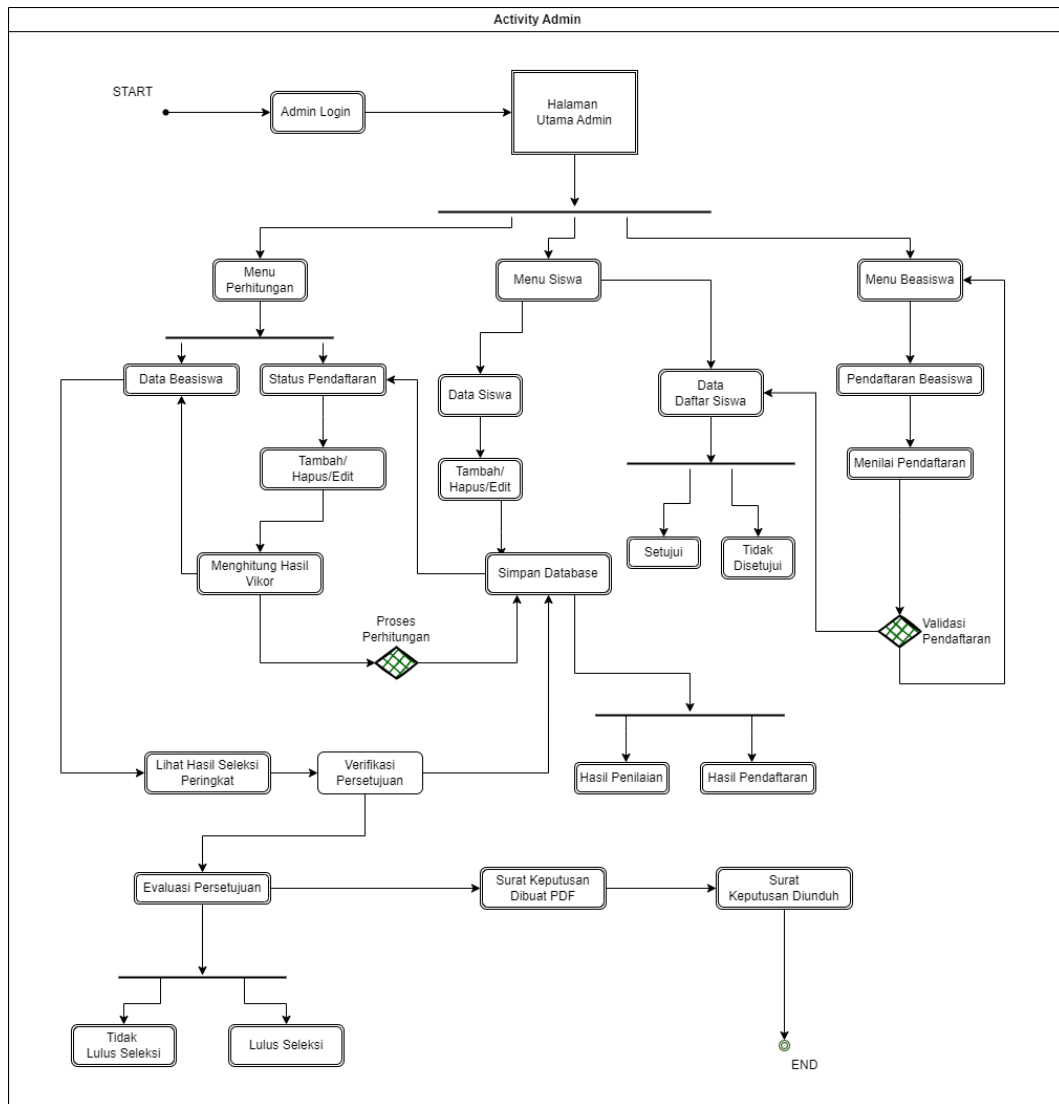 Activity Admin
START
Admin Login
Halaman
Utama Admin
Menu
Perhitungan
Menu Siswa
Menu Beasiswa
Data Beasiswa
Status Pendaftaran
Data Siswa
Data
Daftar Siswa
Pendaftaran Beasiswa
Tambah/
Hapus/Edit
Tambah/
Hapus/Edit
Menilai Pendaftaran
Menghitung Hasil
Vikor
Simpan Database
Setujui
Tidak
Disetujui
Proses
Perhitungan
Validasi
Pendaftaran
Lihat Hasil Seleksi
Peringkat
Verifikasi
Persetujuan
Hasil Penilaian
Hasil Pendaftaran
Evaluasi Persetujuan
Surat Keputusan
Dibuat PDF
Surat
Keputusan Diunduh
Tidak
Lulus Seleksi
Lulus Seleksi
END